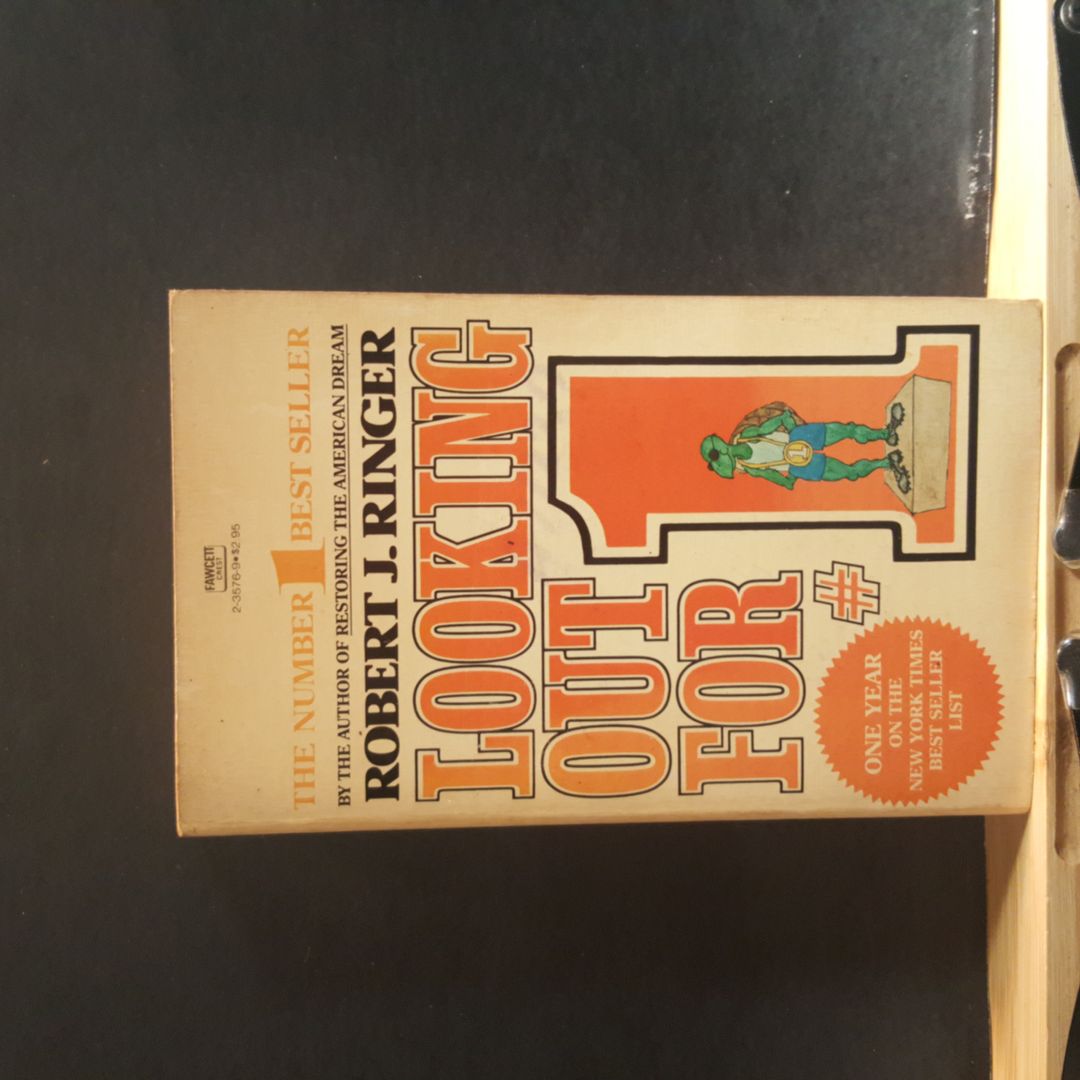 FAWCETT
CREST
2-3576-9 • $2.95
THE NUMBER 1 BEST SELLER
BY THE AUTHOR OF RESTORING THE AMERICAN DREAM
ROBERT J. RINGER
LOOKING
OUT
FOR
#1
1
ONE YEAR
ON THE
NEW YORK TIMES
BEST SELLER
LIST